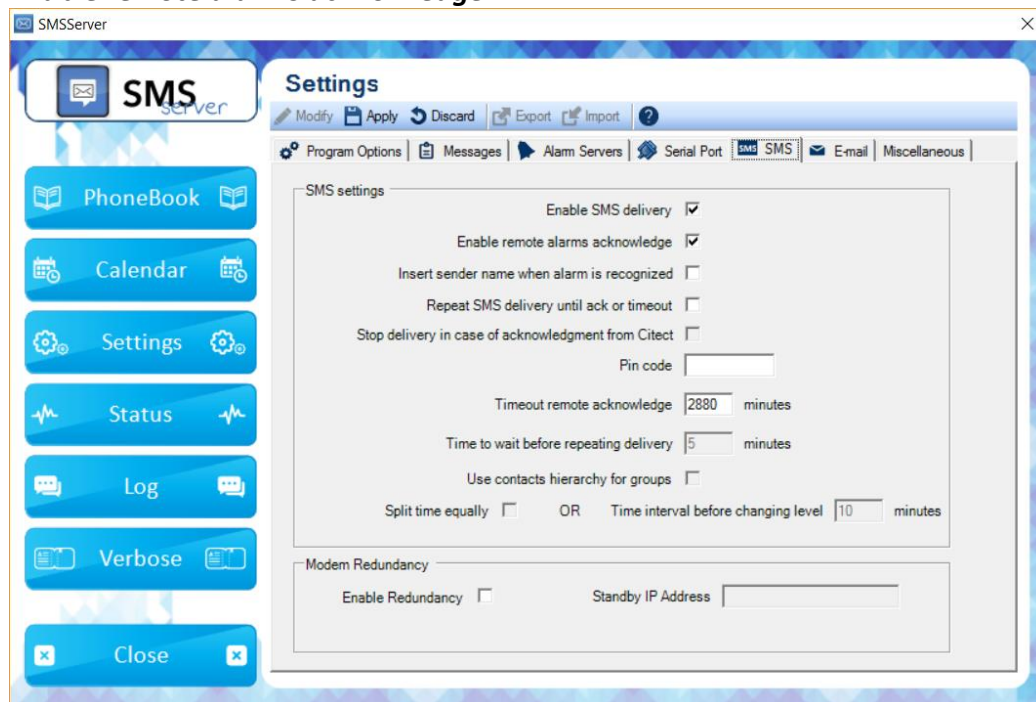 SMSServer
SMS
server
PhoneBook
Calendar
Settings
Status
Log
Verbose
Close
Settings
Modify Apply Discard Export Import ?
Program Options Messages Alarm Servers Serial Port SMS SMS E-mail Miscellaneous
SMS settings
Enable SMS delivery
Enable remote alarms acknowledge
Insert sender name when alarm is recognized
Repeat SMS delivery until ack or timeout
Stop delivery in case of acknowledgment from Citect
Pin code
Timeout remote acknowledge 2880 minutes
Time to wait before repeating delivery 5 minutes
Use contacts hierarchy for groups
Split time equally OR Time interval before changing level 10 minutes
Modem Redundancy
Enable Redundancy Standby IP Address